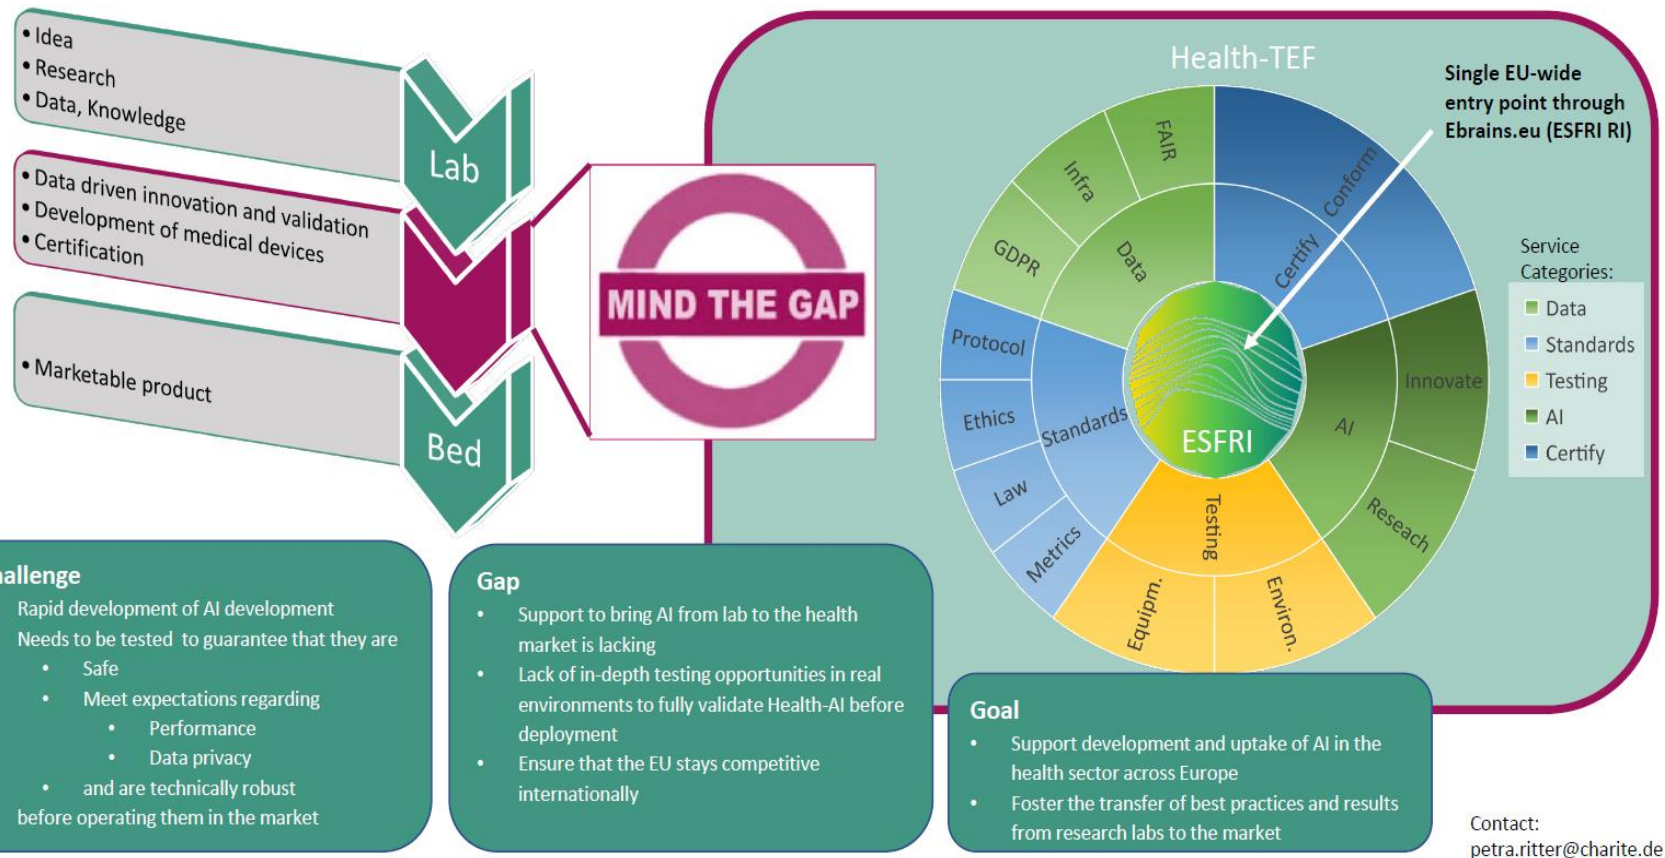 • Idea
• Research
• Data, Knowledge
Lab
• Data driven innovation and validation
• Development of medical devices
• Certification
• Marketable product
Bed
MIND THE GAP
Health-TEF
Single EU-wide
entry point through
Ebrains.eu (ESFRI RI)
FAIR
Infra
GDPR
Data
Conform
Certify
Protocol
Ethics
Law
Metrics
Standards
ESFRI
AI
Innovate
Reseach
Testing
Equipm.
Environ.
Service
Categories:
Data
Standards
Testing
AI
Certify
allenge
Rapid development of AI development
Needs to be tested to guarantee that they are
• Safe
• Meet expectations regarding
• Performance
• Data privacy
• and are technically robust
before operating them in the market
Gap
• Support to bring AI from lab to the health
market is lacking
• Lack of in-depth testing opportunities in real
environments to fully validate Health-AI before
deployment
• Ensure that the EU stays competitive
internationally
Goal
• Support development and uptake of AI in the
health sector across Europe
• Foster the transfer of best practices and results
from research labs to the market
Contact:
petra.ritter@charite.de